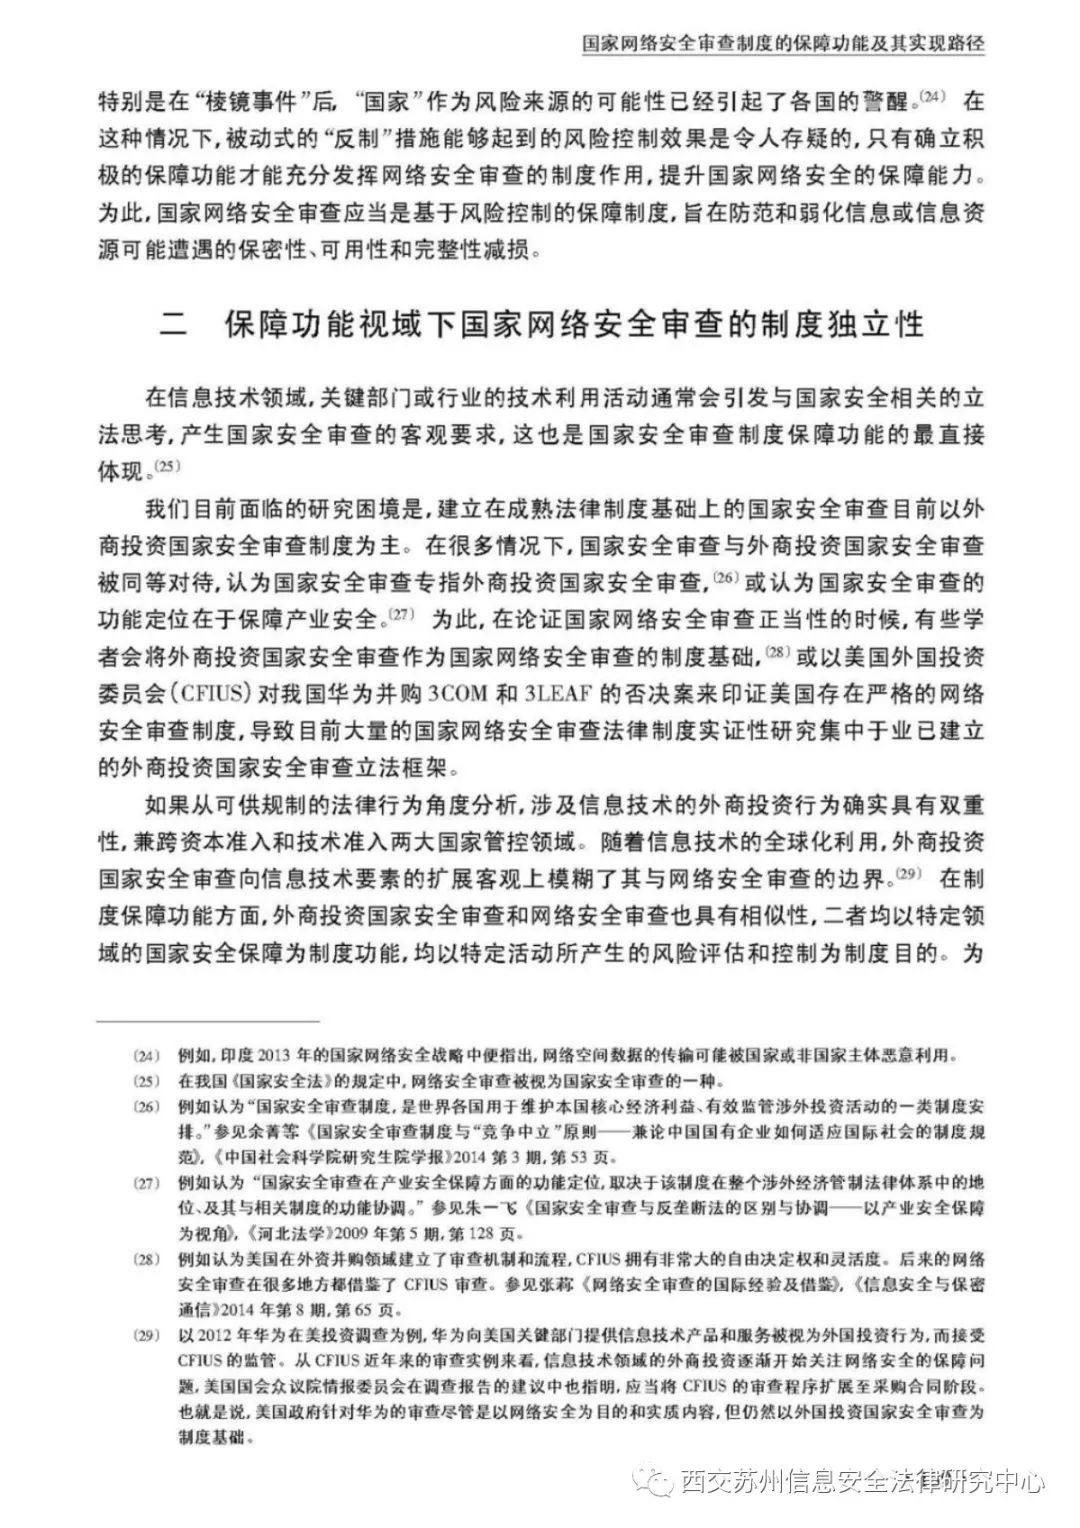 国家网络安全审查制度的保障功能及其实现路径
特别是在“棱镜事件”后，“国家”作为风险来源的可能性已经引起了各国的警醒。(24) 在
这种情况下，被动式的“反制”措施能够起到的风险控制效果是令人存疑的，只有确立积
极的保障功能才能充分发挥网络安全审查的制度作用，提升国家网络安全的保障能力。
为此，国家网络安全审查应当是基于风险控制的保障制度，旨在防范和弱化信息或信息资
源可能遭遇的保密性、可用性和完整性减损。
二　保障功能视域下国家网络安全审查的制度独立性
在信息技术领域，关键部门或行业的技术利用活动通常会引发与国家安全相关的立
法思考，产生国家安全审查的客观要求，这也是国家安全审查制度保障功能的最直接
体现。(25)
我们目前面临的研究困境是，建立在成熟法律制度基础上的国家安全审查目前以外
商投资国家安全审查制度为主。在很多情况下，国家安全审查与外商投资国家安全审查
被同等对待，认为国家安全审查专指外商投资国家安全审查，(26)或认为国家安全审查的
功能定位在于保障产业安全。(27) 为此，在论证国家网络安全审查正当性的时候，有些学
者会将外商投资国家安全审查作为国家网络安全审查的制度基础，(28)或以美国外国投资
委员会（CFIUS）对我国华为并购 3COM 和 3LEAF 的否决案来印证美国存在严格的网络
安全审查制度，导致目前大量的国家网络安全审查法律制度实证性研究集中于业已建立
的外商投资国家安全审查立法框架。
如果从可供规制的法律行为角度分析，涉及信息技术的外商投资行为确实具有双重
性，兼跨资本准入和技术准入两大国家管控领域。随着信息技术的全球化利用，外商投资
国家安全审查向信息技术要素的扩展客观上模糊了其与网络安全审查的边界。(29) 在制
度保障功能方面，外商投资国家安全审查和网络安全审查也具有相似性，二者均以特定领
域的国家安全保障为制度功能，均以特定活动所产生的风险评估和控制为制度目的。为
(24) 例如，印度 2013 年的国家网络安全战略中便指出，网络空间数据的传输可能被国家或非国家主体恶意利用。
(25) 在我国《国家安全法》的规定中，网络安全审查被视为国家安全审查的一种。
(26) 例如认为“国家安全审查制度，是世界各国用于维护本国核心经济利益、有效监管涉外投资活动的一类制度安
排。”参见余菁等《国家安全审查制度与“竞争中立”原则——兼论中国国有企业如何适应国际社会的制度规
范》，《中国社会科学院研究生院学报》2014 第 3 期，第 53 页。
(27) 例如认为 “国家安全审查在产业安全保障方面的功能定位，取决于该制度在整个涉外经济管制法律体系中的地
位、及其与相关制度的功能协调。” 参见朱一飞《国家安全审查与反垄断法的区别与协调——以产业安全保障
为视角》，《河北法学》2009 年第 5 期，第 128 页。
(28) 例如认为美国在外资并购领域建立了审查机制和流程，CFIUS 拥有非常大的自由决定权和灵活度。后来的网络
安全审查在很多地方都借鉴了 CFIUS 审查。参见张莉：《网络安全审查的国际经验及借鉴》，《信息安全与保密
通信》2014 年第 8 期，第 65 页。
(29) 以 2012 年华为在美投资调查为例，华为向美国关键部门提供信息技术产品和服务被视为外国投资行为，而接受
CFIUS 的监管。从 CFIUS 近年来的审查实例来看，信息技术领域的外商投资逐渐开始关注网络安全的保障问
题，美国国会众议院情报委员会在调查报告的建议中也指明，应当将 CFIUS 的审查程序扩展至采购合同阶段。
也就是说，美国政府针对华为的审查尽管是以网络安全为目的和实质内容，但仍然以外国投资国家安全审查为
制度基础。
西交苏州信息安全法律研究中心